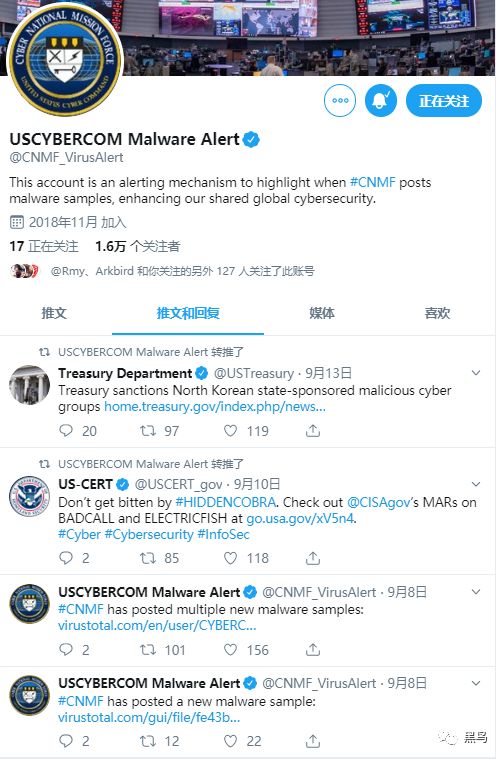 CYBER NATIONAL MISSION FORCE
UNITED STATES CYBER COMMAND
正在关注
USCYBERCOM Malware Alert
@CNMF_VirusAlert
This account is an alerting mechanism to highlight when #CNMF posts
malware samples, enhancing our shared global cybersecurity.
2018年11月 加入
17 正在关注 1.6万 个关注者
@Rmy、Arkbird 和你关注的另外 127 人关注了此账号
推文 推文和回复 媒体 喜欢
USCYBERCOM Malware Alert 转推了
Treasury Department @USTreasury · 9月13日
Treasury sanctions North Korean state-sponsored malicious cyber
groups home.treasury.gov/index.php/news...
20 97 119
USCYBERCOM Malware Alert 转推了
US-CERT @USCERT_gov · 9月10日
Don't get bitten by #HIDDENCOBRA. Check out @CISAgov's MARs on
BADCALL and ELECTRICFISH at go.usa.gov/xV5n4.
#Cyber #Cybersecurity #InfoSec
2 85 118
USCYBERCOM Malware Alert @CNMF_VirusAlert · 9月8日
#CNMF has posted multiple new malware samples:
virustotal.com/en/user/CYBERC...
2 101 156
USCYBERCOM Malware Alert @CNMF_VirusAlert · 9月8日
#CNMF has posted a new malware sample:
virustotal.com/gui/file/fe43b...
2 12 22
黑鸟